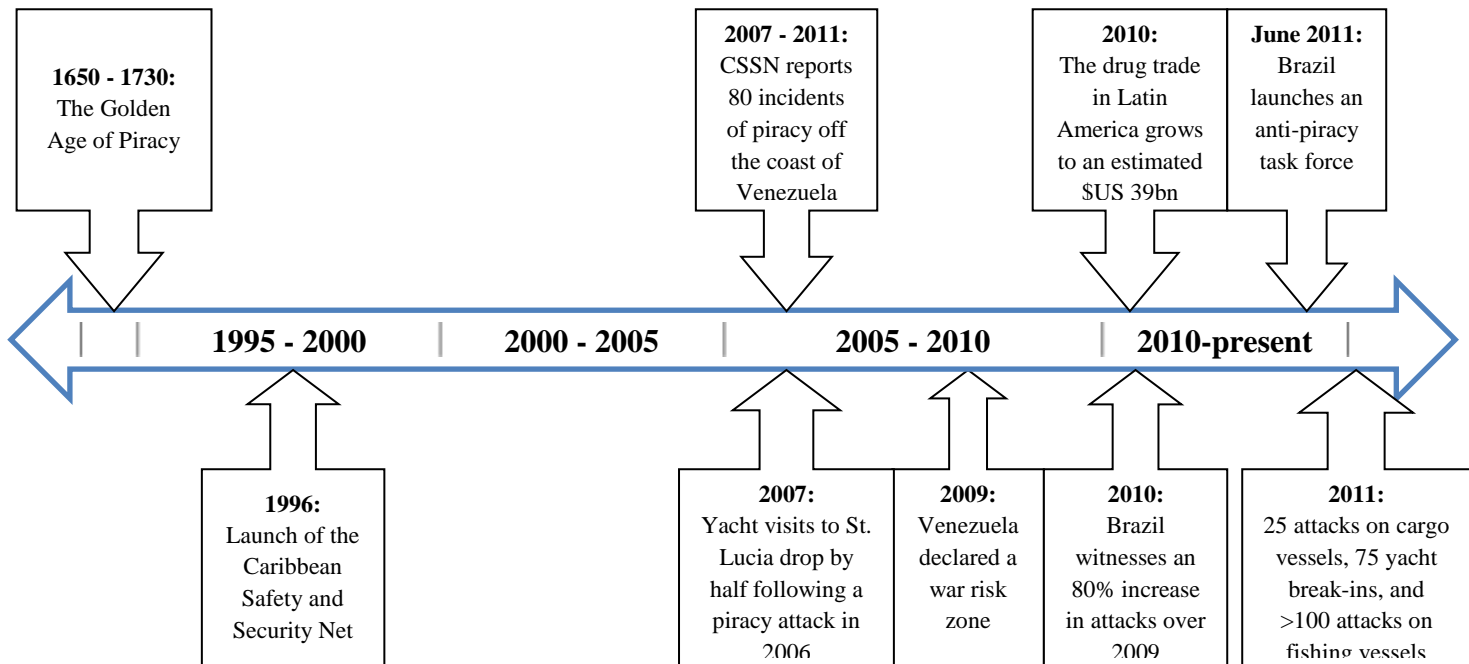 1650 - 1730:
The Golden
Age of Piracy
2007 - 2011:
CSSN reports
80 incidents
of piracy off
the coast of
Venezuela
2010:
The drug trade
in Latin
America grows
to an estimated
$US 39bn
June 2011:
Brazil
launches an
anti-piracy
task force
1995 - 2000
2000 - 2005
2005 - 2010
2010-present
1996:
Launch of the
Caribbean
Safety and
Security Net
2007:
Yacht visits to St.
Lucia drop by
half following a
piracy attack in
2006
2009:
Venezuela
declared a
war risk
zone
2010:
Brazil
witnesses an
80% increase
in attacks over
2009
2011:
25 attacks on cargo
vessels, 75 yacht
break-ins, and
>100 attacks on
fishing vessels